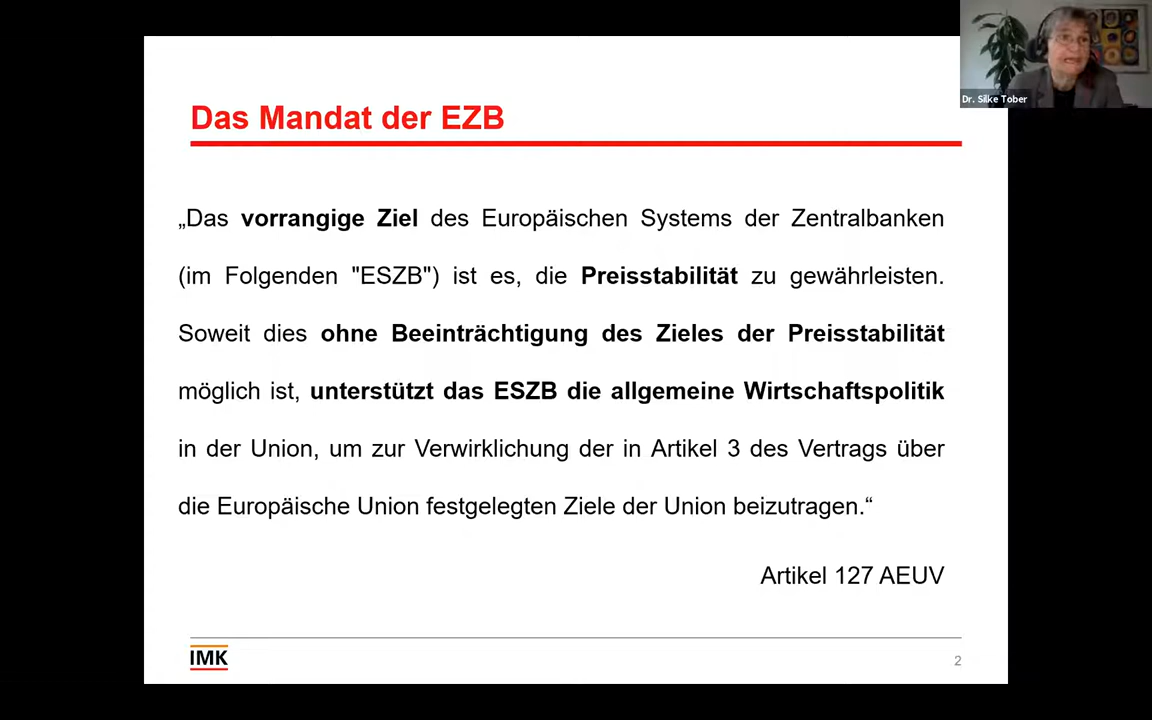 Dr. Silke Tober
Das Mandat der EZB
„Das vorrangige Ziel des Europäischen Systems der Zentralbanken
(im Folgenden "ESZB") ist es, die Preisstabilität zu gewährleisten.
Soweit dies ohne Beeinträchtigung des Zieles der Preisstabilität
möglich ist, unterstützt das ESZB die allgemeine Wirtschaftspolitik
in der Union, um zur Verwirklichung der in Artikel 3 des Vertrags über
die Europäische Union festgelegten Ziele der Union beizutragen.“
Artikel 127 AEUV
IMK
2